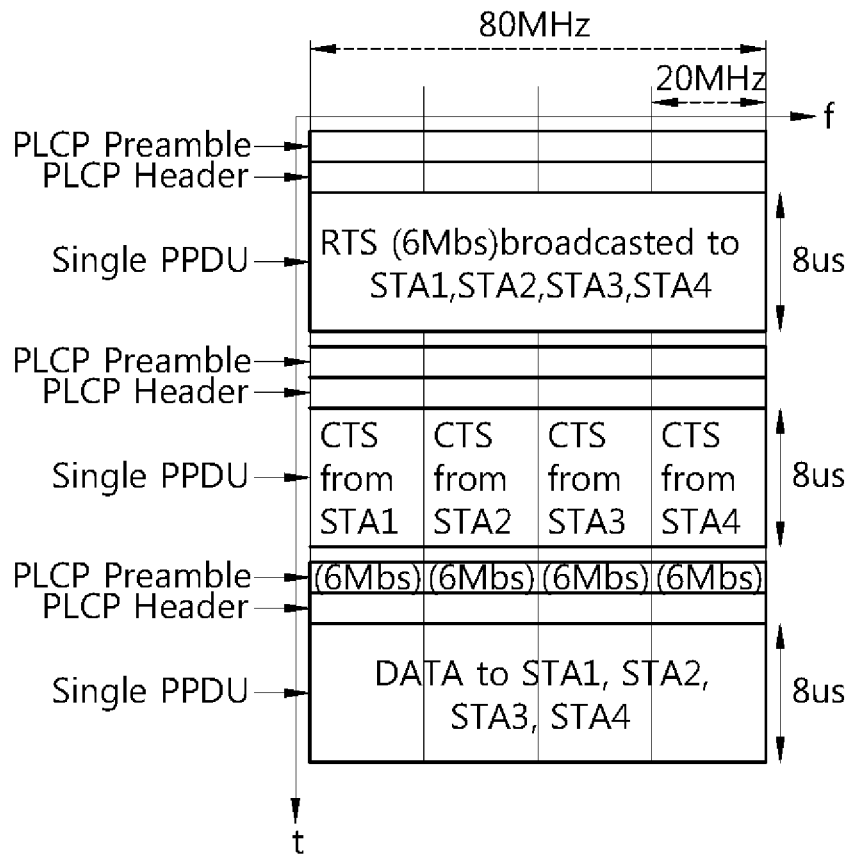 80MHz
20MHz
f
PLCP Preamble
PLCP Header
Single PPDU
RTS (6Mbs)broadcasted to
STA1,STA2,STA3,STA4
8us
PLCP Preamble
PLCP Header
Single PPDU
CTS from STA1
CTS from STA2
CTS from STA3
CTS from STA4
8us
PLCP Preamble
(6Mbs) (6Mbs) (6Mbs) (6Mbs)
PLCP Header
Single PPDU
DATA to STA1, STA2,
STA3, STA4
8us
t